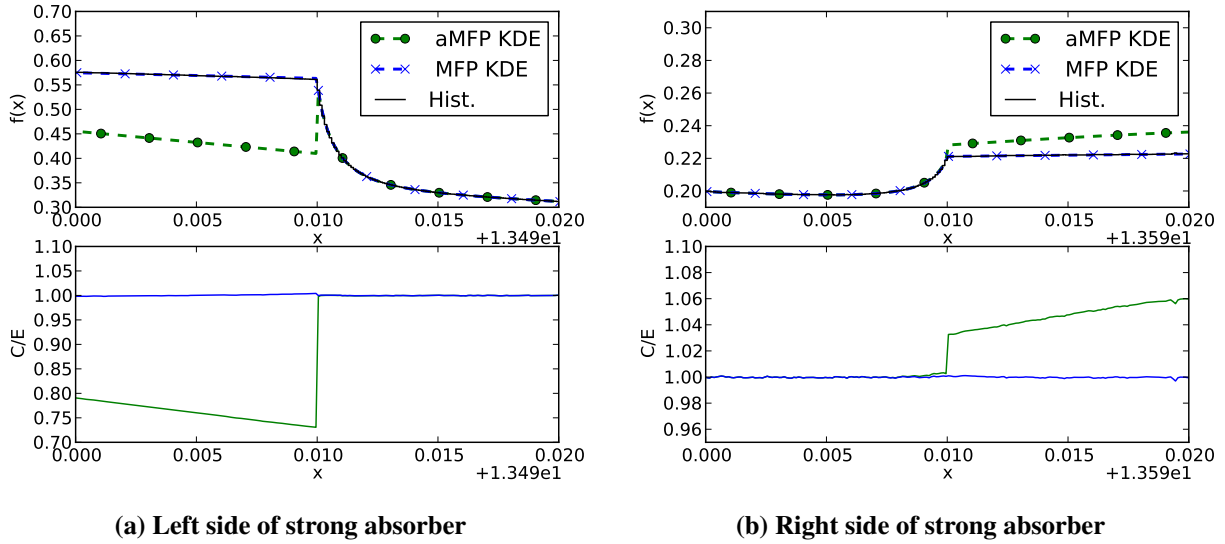 0.70
0.65
0.60
0.55
0.50
0.45
0.40
0.35
0.30
f(x)
aMFP KDE
MFP KDE
Hist.
0.000 0.005 0.010 0.015 0.020
x
+1.349e1
1.10
1.05
1.00
0.95
0.90
0.85
0.80
0.75
0.70
C/E
0.000 0.005 0.010 0.015 0.020
x
+1.349e1
(a) Left side of strong absorber
0.30
0.28
0.26
0.24
0.22
0.20
f(x)
aMFP KDE
MFP KDE
Hist.
0.000 0.005 0.010 0.015 0.020
x
+1.359e1
1.10
1.08
1.06
1.04
1.02
1.00
0.98
0.96
C/E
0.000 0.005 0.010 0.015 0.020
x
+1.359e1
(b) Right side of strong absorber